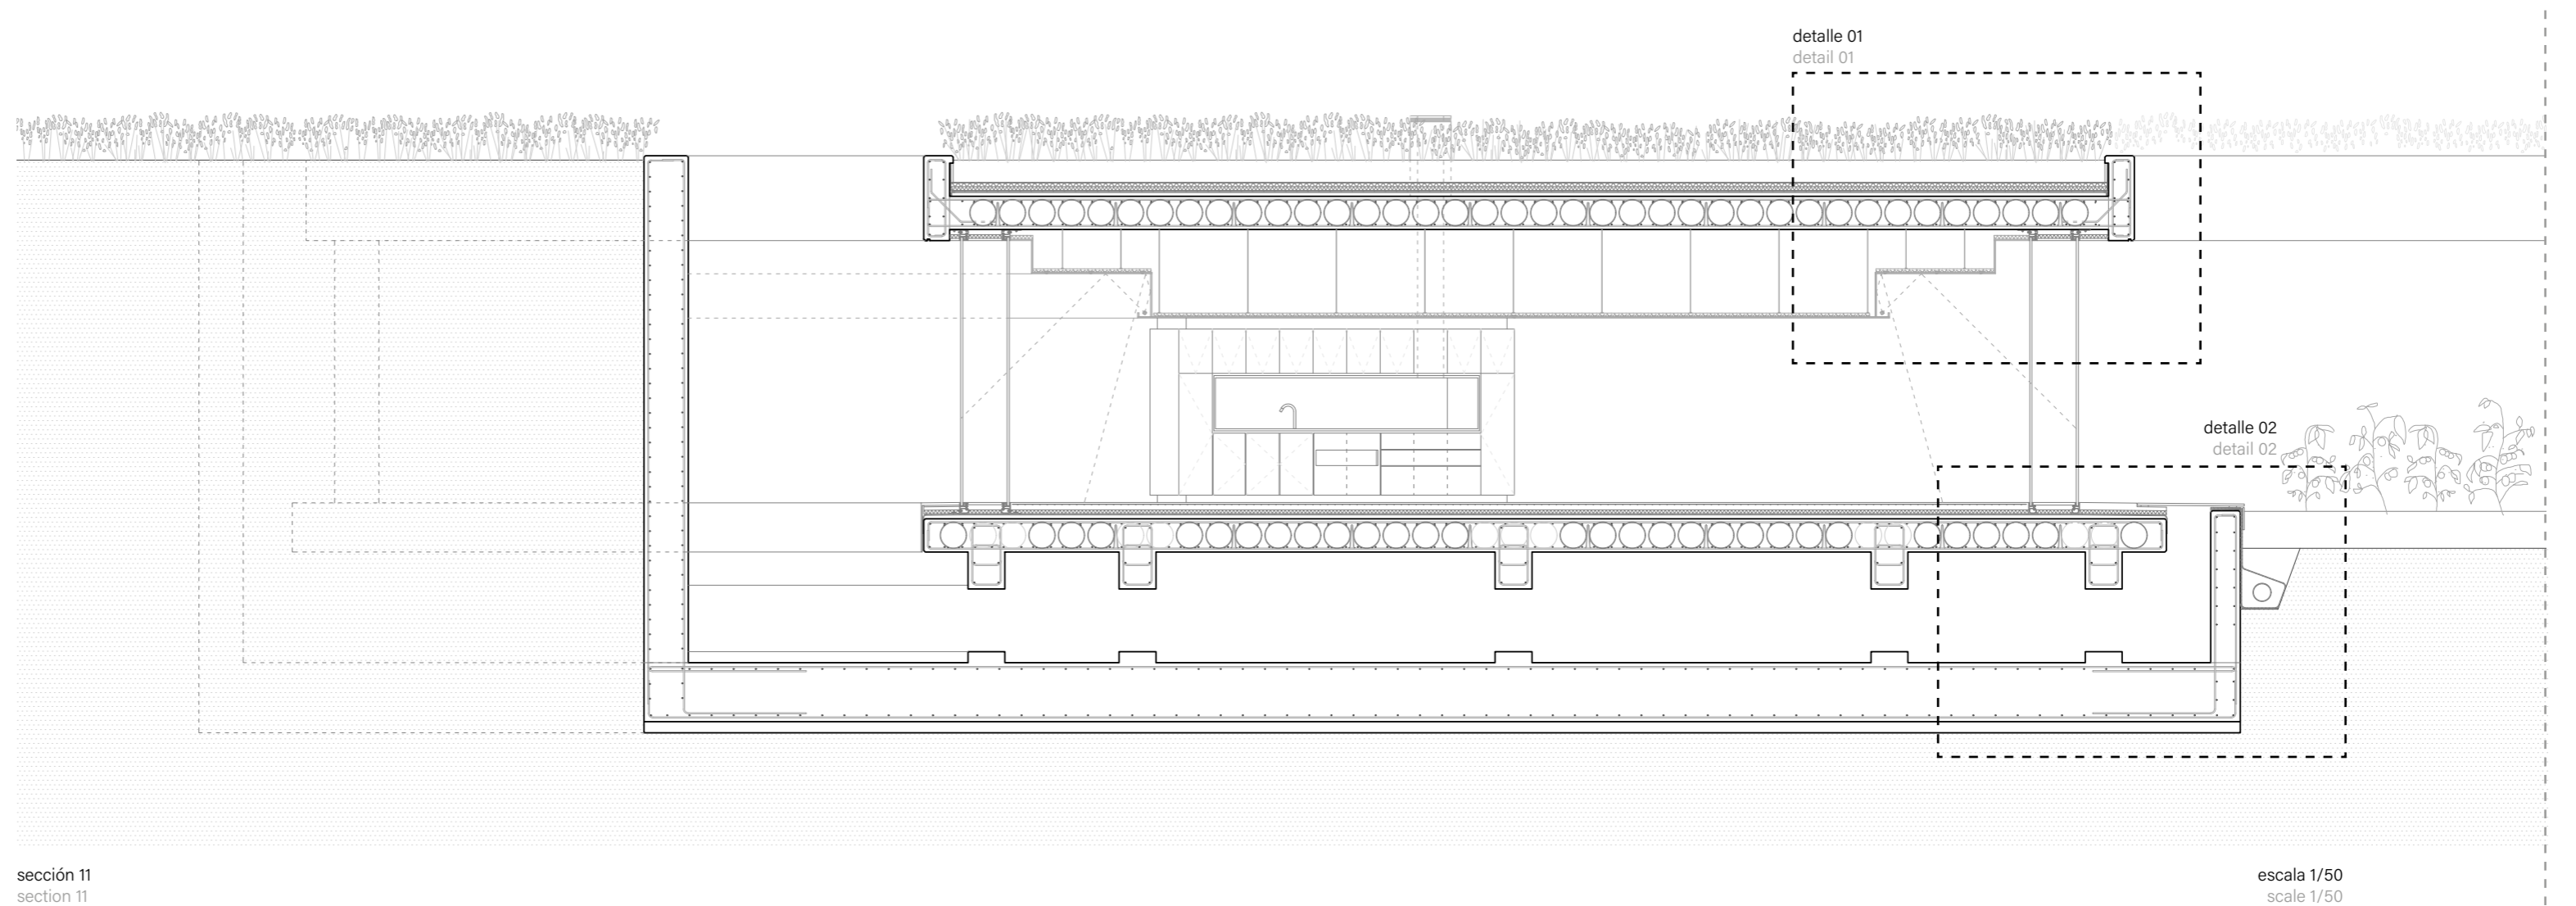 detalle 01
detail 01
detalle 02
detail 02
sección 11
section 11
escala 1/50
scale 1/50